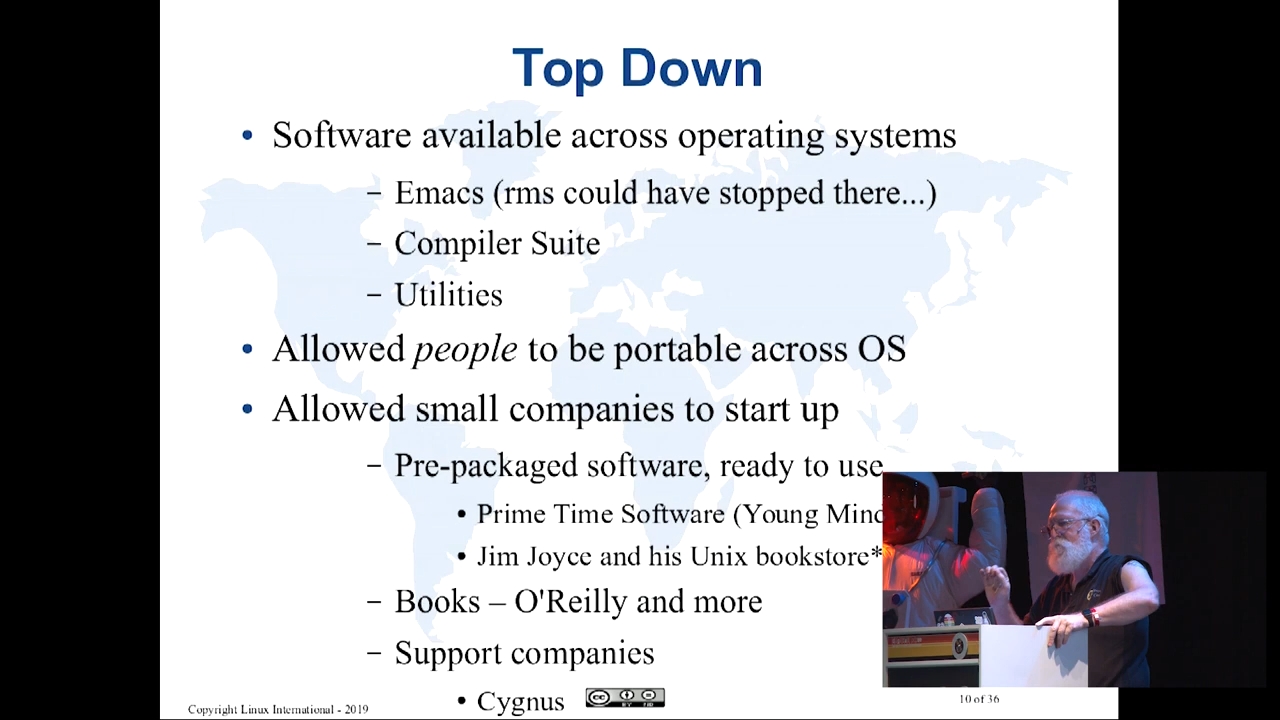 Top Down
• Software available across operating systems
– Emacs (rms could have stopped there...)
– Compiler Suite
– Utilities
• Allowed people to be portable across OS
• Allowed small companies to start up
– Pre-packaged software, ready to use
• Prime Time Software (Young Mind
• Jim Joyce and his Unix bookstore*
– Books – O'Reilly and more
– Support companies
• Cygnus
Copyright Linux International - 2019
10 of 36